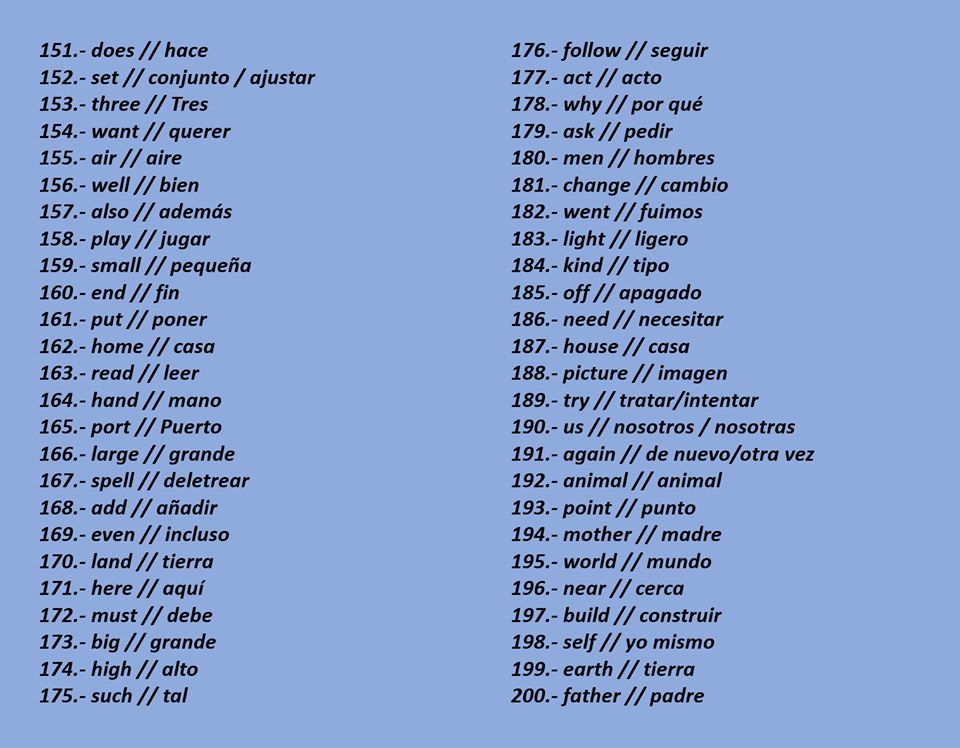 151.- does // hace
152.- set // conjunto / ajustar
153.- three // Tres
154.- want // querer
155.- air // aire
156.- well // bien
157.- also // además
158.- play // jugar
159.- small // pequeña
160.- end // fin
161.- put // poner
162.- home // casa
163.- read // leer
164.- hand // mano
165.- port // Puerto
166.- large // grande
167.- spell // deletrear
168.- add // añadir
169.- even // incluso
170.- land // tierra
171.- here // aquí
172.- must // debe
173.- big // grande
174.- high // alto
175.- such // tal
176.- follow // seguir
177.- act // acto
178.- why // por qué
179.- ask // pedir
180.- men // hombres
181.- change // cambio
182.- went // fuimos
183.- light // ligero
184.- kind // tipo
185.- off // apagado
186.- need // necesitar
187.- house // casa
188.- picture // imagen
189.- try // tratar/intentar
190.- us // nosotros / nosotras
191.- again // de nuevo/otra vez
192.- animal // animal
193.- point // punto
194.- mother // madre
195.- world // mundo
196.- near // cerca
197.- build // construir
198.- self // yo mismo
199.- earth // tierra
200.- father // padre